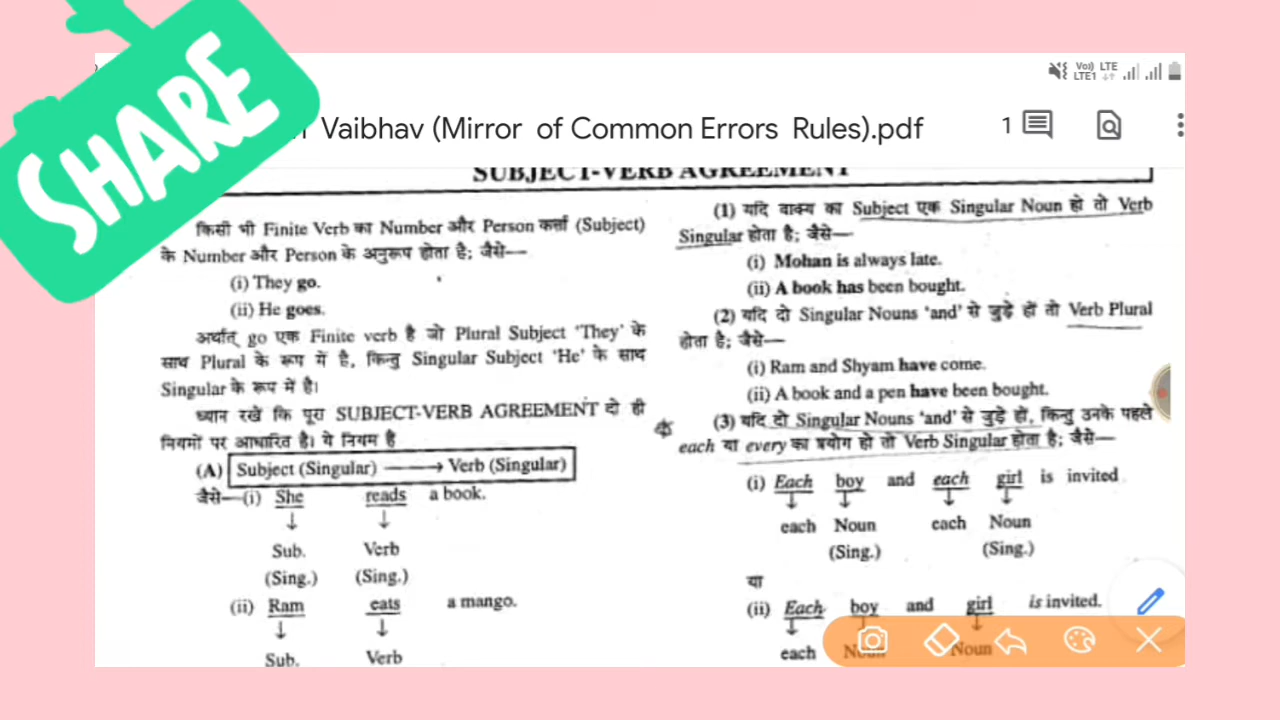 SHARE
Voi) LTE
LTE1
Vaibhav (Mirror of Common Errors Rules).pdf
1
SUBJECT-VERB AGREEMENT
किसी भी Finite Verb का Number और Person कर्त्ता (Subject)
के Number और Person के अनुरूप होता है; जैसे—
(i) They go.
(ii) He goes.
अर्थात् go एक Finite verb है जो Plural Subject 'They' के
साथ Plural के रूप में है, किन्तु Singular Subject 'He' के साथ
Singular के रूप में है।
ध्यान रखें कि पूरा SUBJECT-VERB AGREEMENT दो ही
नियमों पर आधारित है। ये नियम है
(A) Subject (Singular) ⟶ Verb (Singular)
जैसे—(i) She reads a book.
↓ ↓
Sub. Verb
(Sing.) (Sing.)
(ii) Ram eats a mango.
↓ ↓
Sub. Verb
(1) यदि वाक्य का Subject एक Singular Noun हो तो Verb
Singular होता है; जैसे—
(i) Mohan is always late.
(ii) A book has been bought.
(2) यदि दो Singular Nouns 'and' से जुड़े हों तो Verb Plural
होता है; जैसे—
(i) Ram and Shyam have come.
(ii) A book and a pen have been bought.
(3) यदि दो Singular Nouns 'and' से जुड़े हो, किन्तु उनके पहले
each या every का प्रयोग हो तो Verb Singular होता है; जैसे—
(i) Each boy and each girl is invited
↓ ↓ ↓ ↓
each Noun each Noun
(Sing.) (Sing.)
या
(ii) Each boy and girl is invited.
↓ ↓
each Noun Noun